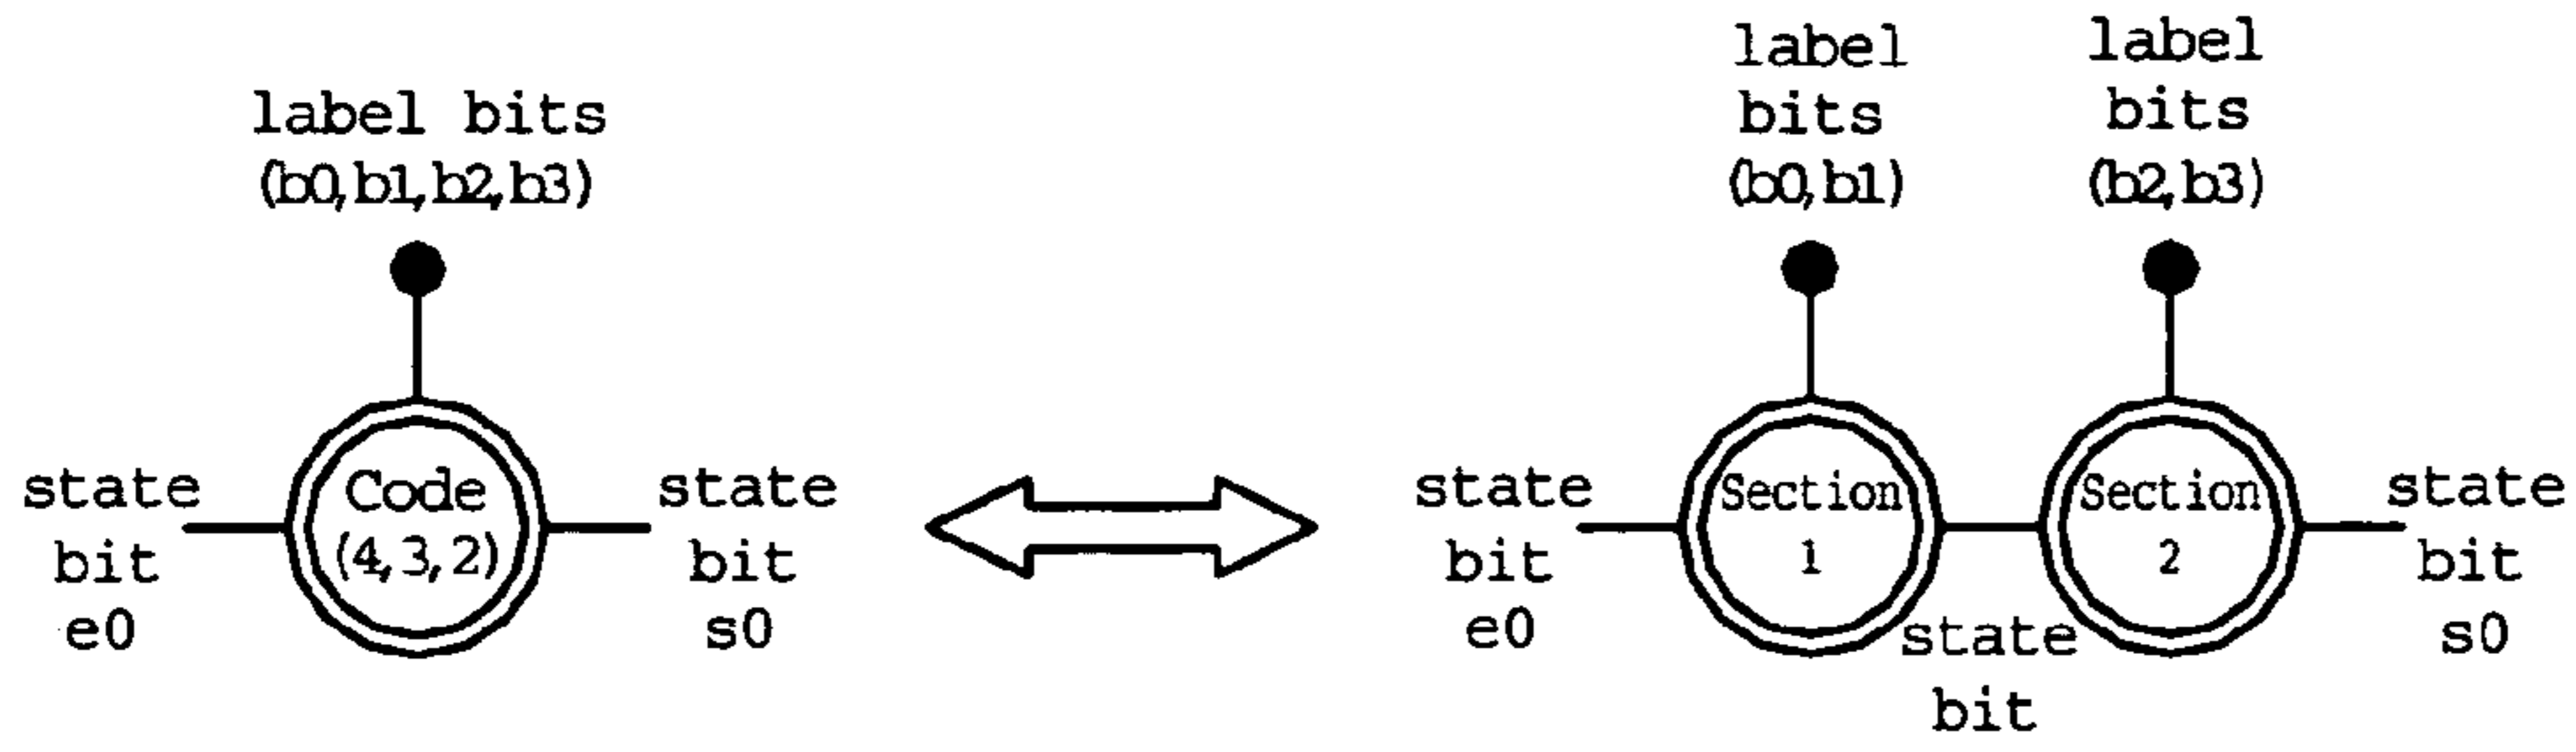 label bits
(b0,b1,b2,b3)
state
bit
e0
Code
(4,3,2)
state
bit
s0
label
bits
(b0,b1)
label
bits
(b2,b3)
state
bit
e0
Section
1
state
bit
Section
2
state
bit
s0